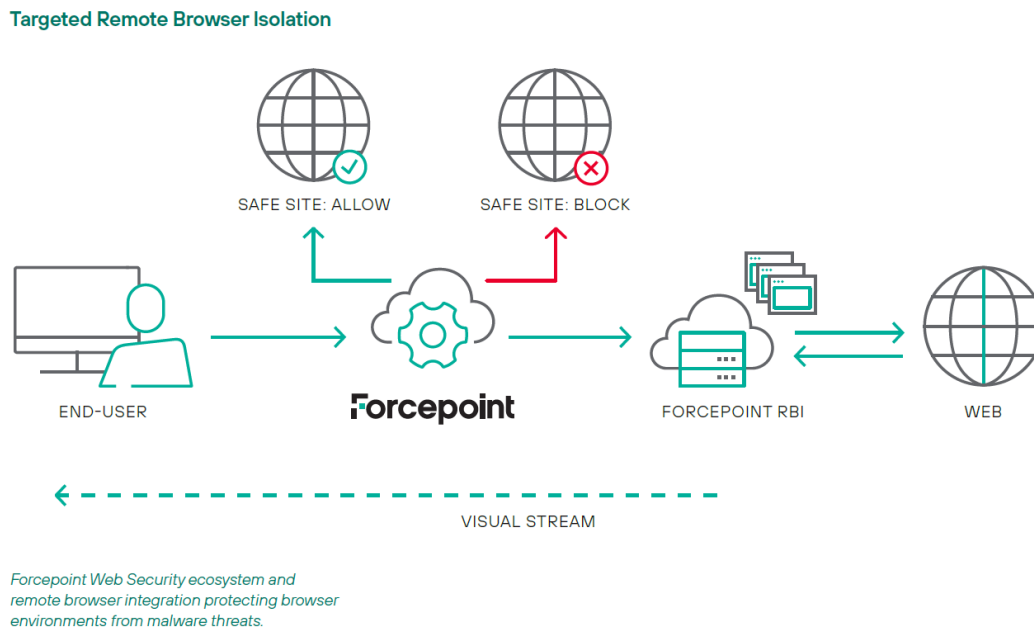 Targeted Remote Browser Isolation
SAFE SITE: ALLOW
SAFE SITE: BLOCK
END-USER
Forcepoint
FORCEPOINT RBI
WEB
VISUAL STREAM
Forcepoint Web Security ecosystem and
remote browser integration protecting browser
environments from malware threats.